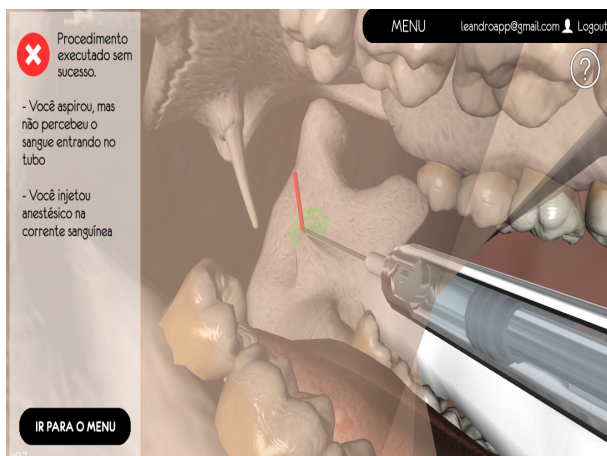 MENU
leandroapp@gmail.com Logout
?
Procedimento
executado sem
sucesso.
- Você aspirou, mas
não percebeu o
sangue entrando no
tubo
- Você injetou
anestésico na
corrente sanguínea
IR PARA O MENU